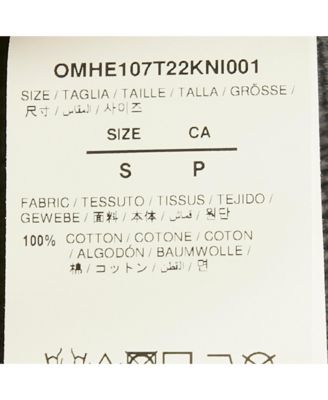 OMHE107T22KNI001
SIZE / TAGLIA / TAILLE / TALLA / GRÖSSE /
尺寸 / المقاس / 사이즈
SIZE CA
S P
FABRIC / TESSUTO / TISSUS / TEJIDO /
GEWEBE / 面料 / 本体 / قماش / 원단
100% COTTON / COTONE / COTON
/ ALGODÓN / BAUMWOLLE /
棉 / コットン / القطن / 면